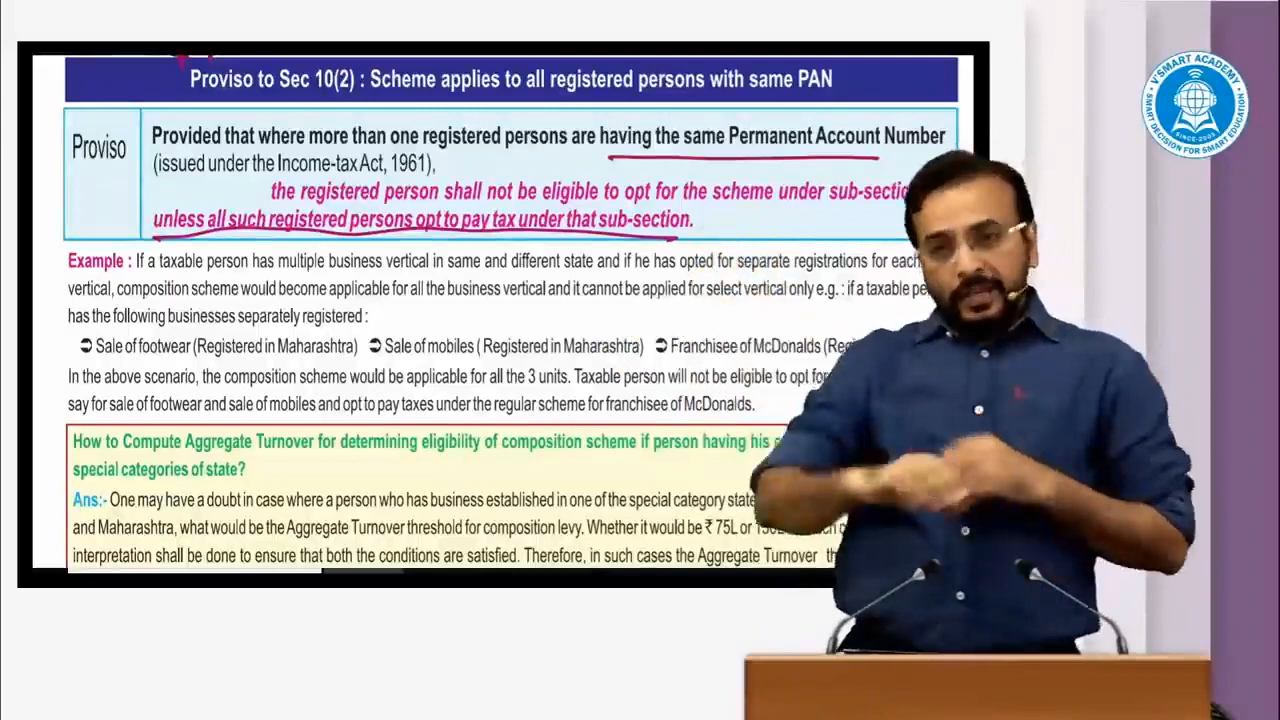 Proviso to Sec 10(2) : Scheme applies to all registered persons with same PAN
Proviso
Provided that where more than one registered persons are having the same Permanent Account Number
(issued under the Income-tax Act, 1961),
the registered person shall not be eligible to opt for the scheme under
unless all such registered persons opt to pay tax under that sub-section.
Example : If a taxable person has multiple business vertical in same and different state and if he has opted for separate registrations for each
vertical, composition scheme would become applicable for all the business vertical and it cannot be applied for select vertical only e.g. : if a taxable
has the following businesses separately registered :
➲ Sale of footwear (Registered in Maharashtra) ➲ Sale of mobiles ( Registered in Maharashtra) ➲ Franchisee of McDonalds
In the above scenario, the composition scheme would be applicable for all the 3 units. Taxable person will not be eligible to opt
say for sale of footwear and sale of mobiles and opt to pay taxes under the regular scheme for franchisee of McDonalds.
How to Compute Aggregate Turnover for determining eligibility of composition scheme if person having his
special categories of state?
Ans:- One may have a doubt in case where a person who has business established in one of the special category
and Maharashtra, what would be the Aggregate Turnover threshold for composition levy. Whether it would be ₹ 75L or
interpretation shall be done to ensure that both the conditions are satisfied. Therefore, in such cases the Aggregate Turnover
V'SMART ACADEMY
SINCE-2003
SMART DECISION FOR SMART EDUCATION